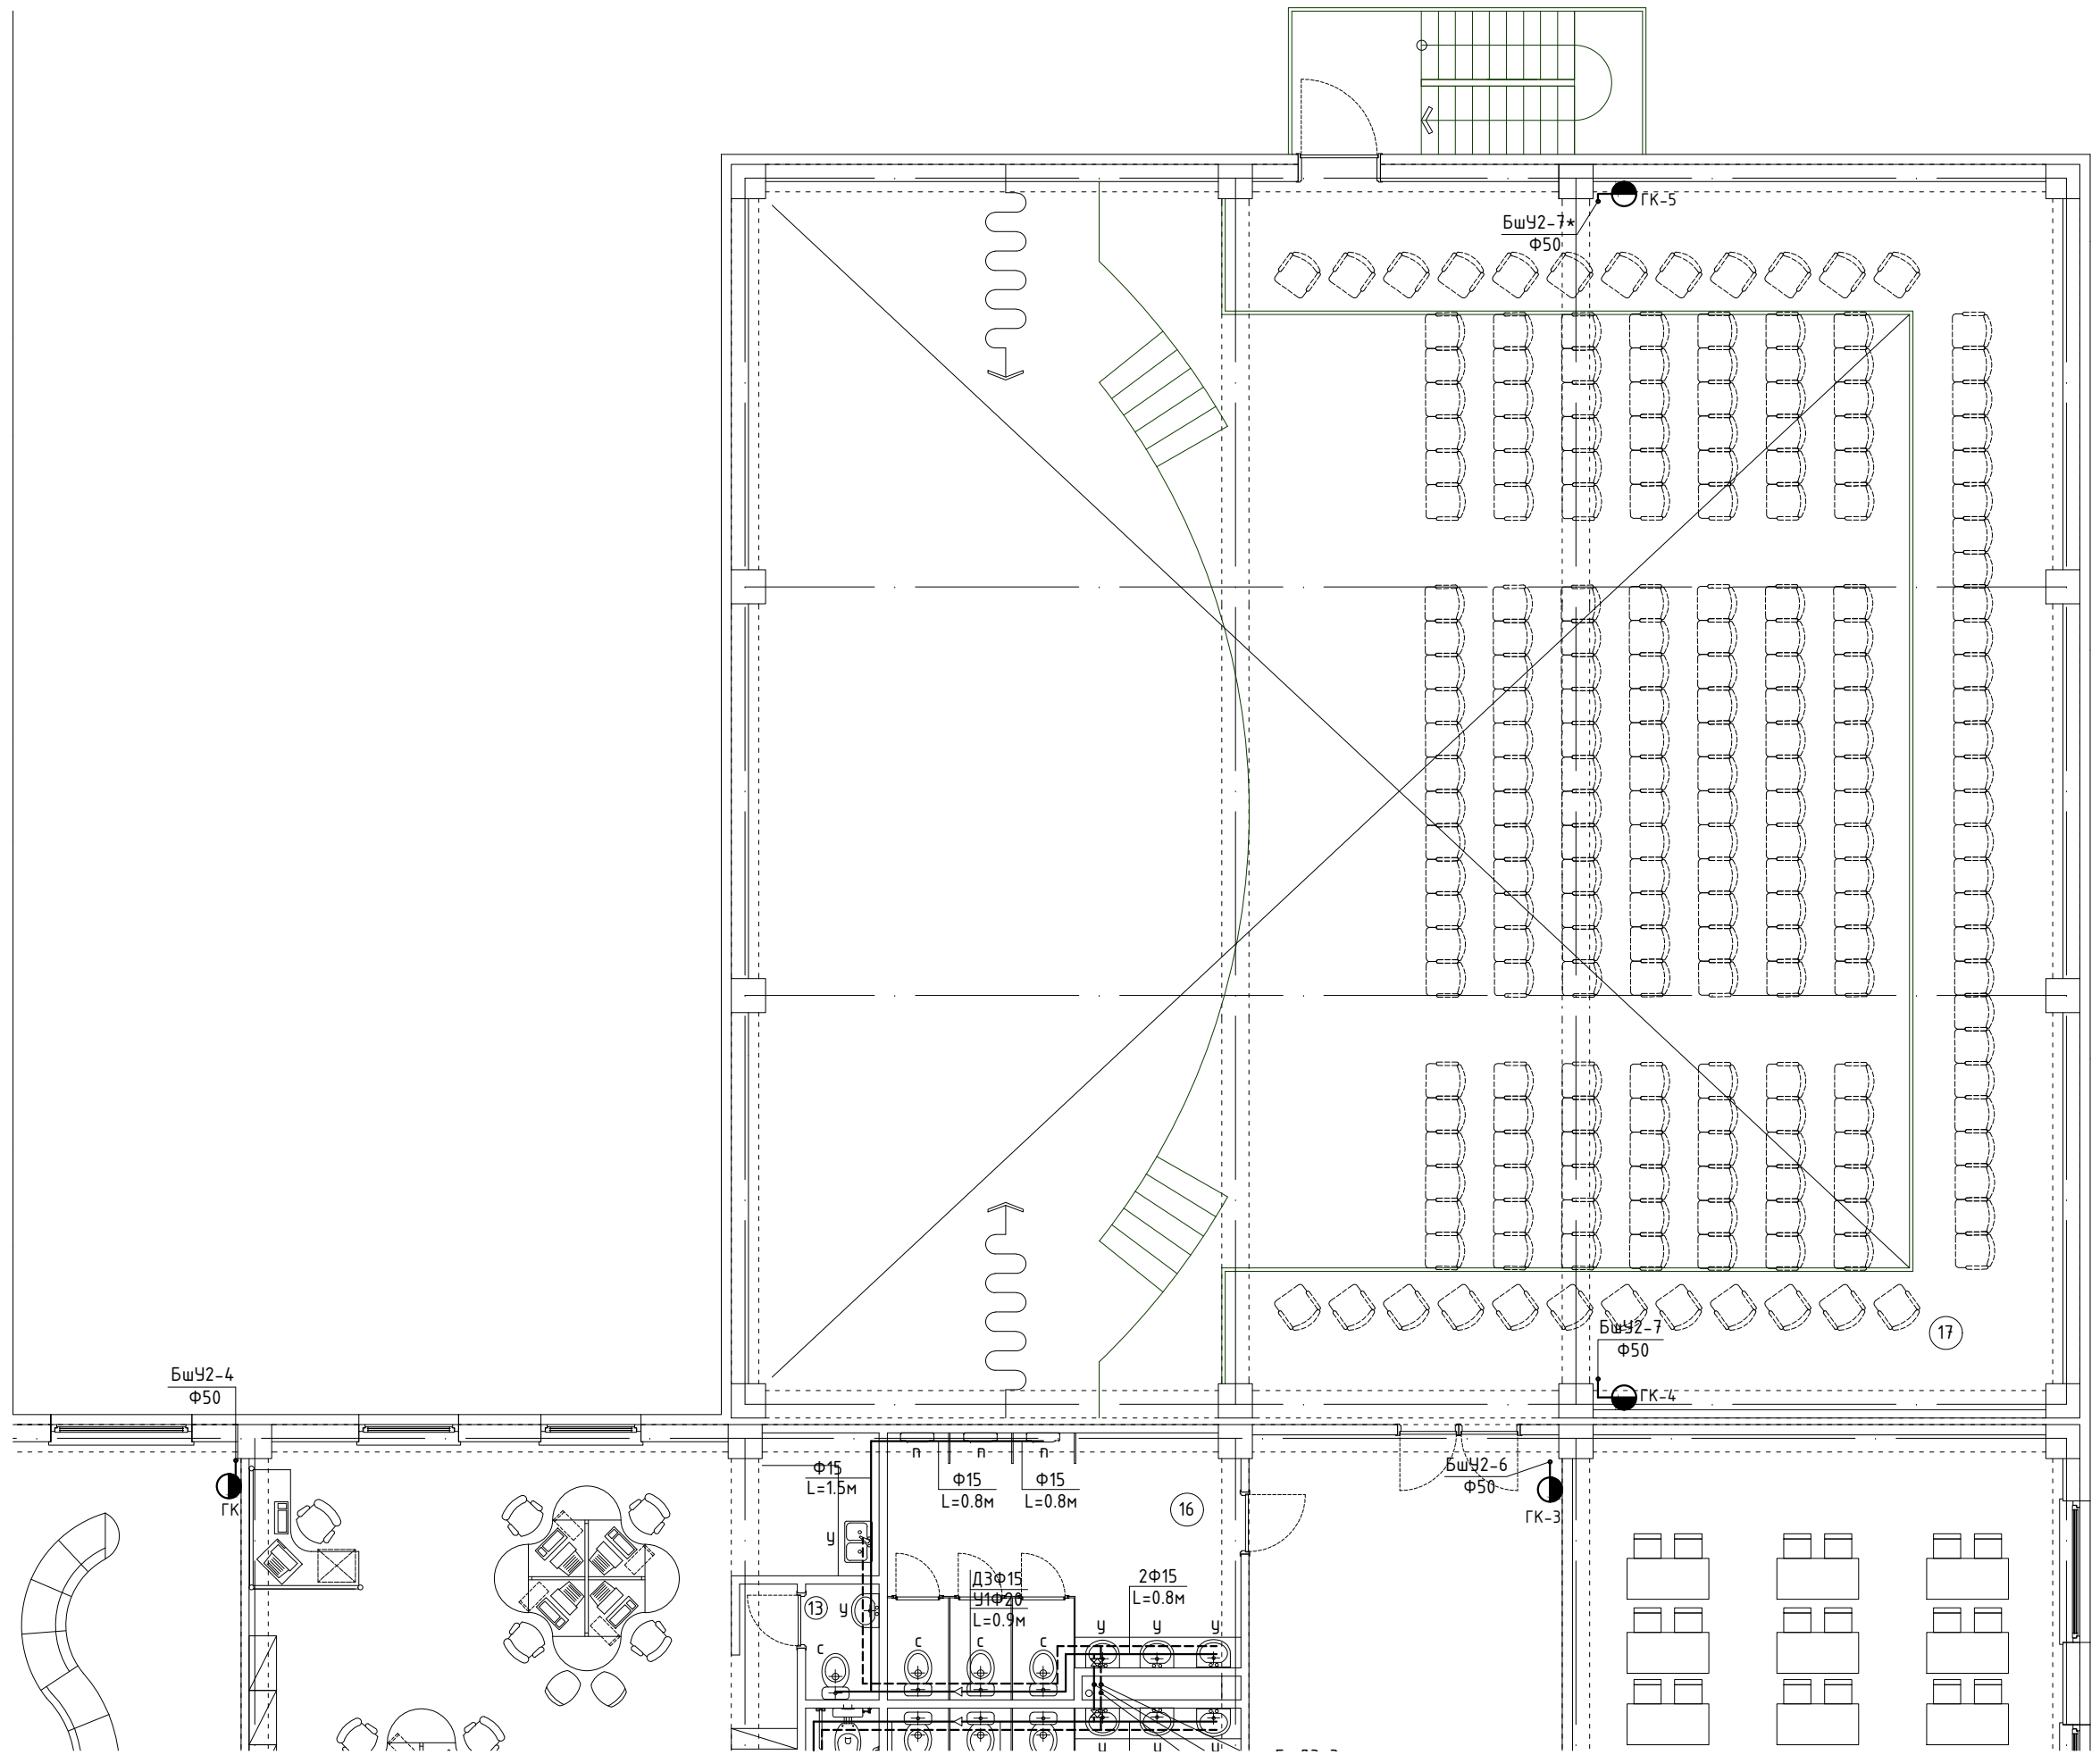 ГК-5
БшУ2-7*
Ф50
17
БшУ2-7
Ф50
ГК-4
БшУ2-4
Ф50
ГК
п
п
п
Ф15
L=1.5м
Ф15
L=0.8м
Ф15
L=0.8м
16
БшУ2-6
Ф50
ГК-3
у
Д3Ф15
У1Ф20
L=0.9м
2Ф15
L=0.8м
13
у
с
с
с
с
у
у
у
у
у
у